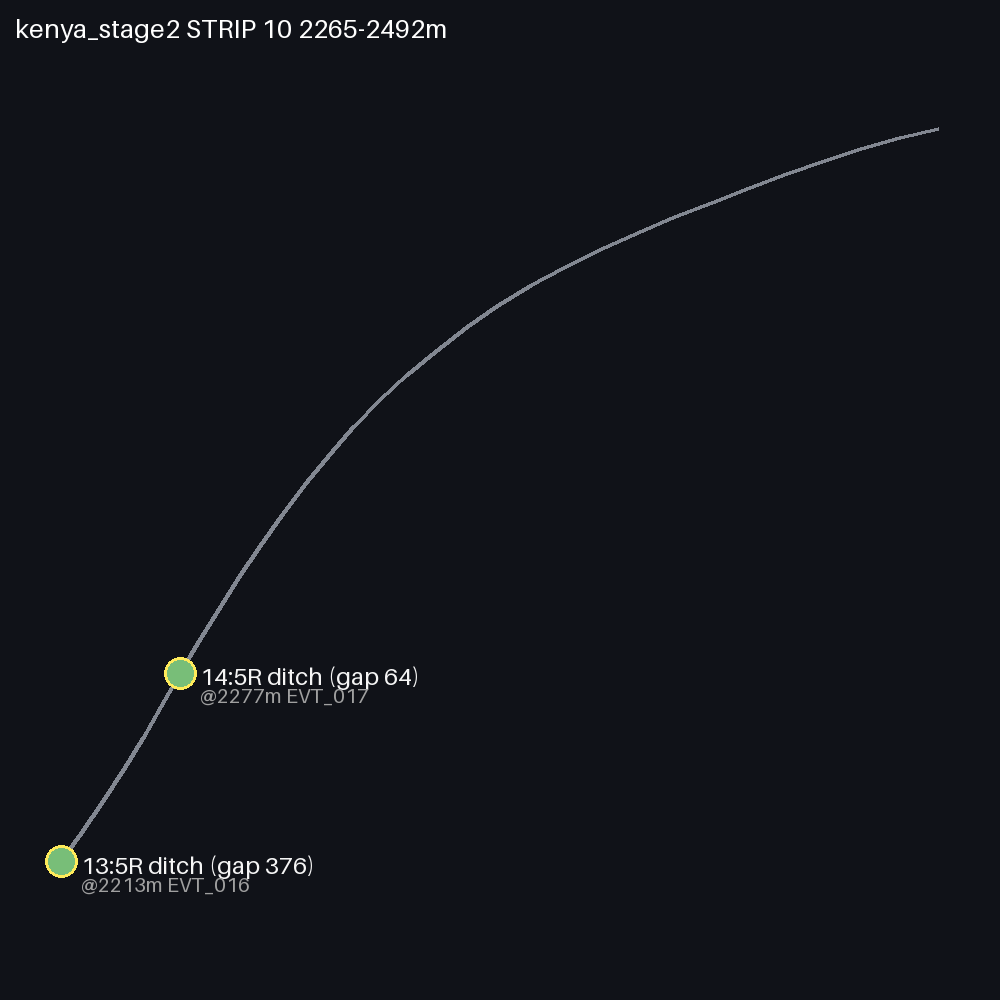 kenya_stage2 STRIP 10 2265-2492m
14:5R ditch (gap 64)
@2277m EVT_017
13:5R ditch (gap 376)
@2213m EVT_016